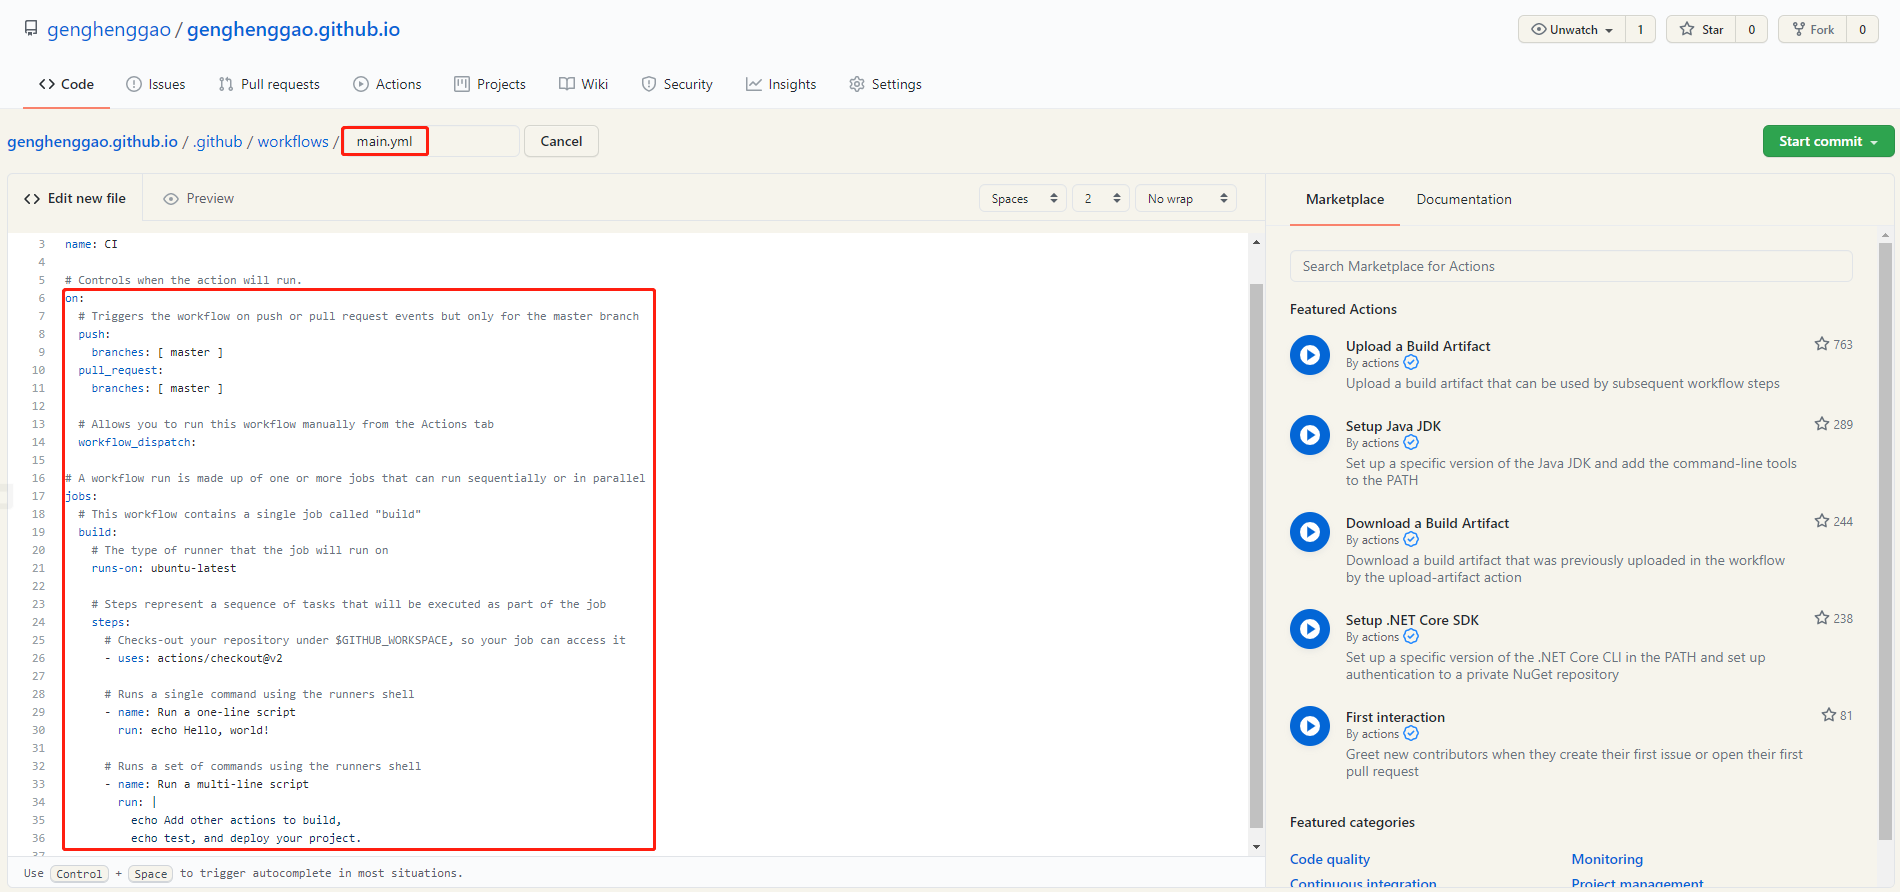 genghenggao / genghenggao.github.io
Unwatch 1 Star 0 Fork 0
Code Issues Pull requests Actions Projects Wiki Security Insights Settings
genghenggao.github.io / .github / workflows / main.yml Cancel Start commit
Edit new file Preview Spaces 2 No wrap
3 name: CI
4
5 # Controls when the action will run.
6 on:
7 # Triggers the workflow on push or pull request events but only for the master branch
8 push:
9 branches: [ master ]
10 pull_request:
11 branches: [ master ]
12
13 # Allows you to run this workflow manually from the Actions tab
14 workflow_dispatch:
15
16 # A workflow run is made up of one or more jobs that can run sequentially or in parallel
17 jobs:
18 # This workflow contains a single job called "build"
19 build:
20 # The type of runner that the job will run on
21 runs-on: ubuntu-latest
22
23 # Steps represent a sequence of tasks that will be executed as part of the job
24 steps:
25 # Checks-out your repository under $GITHUB_WORKSPACE, so your job can access it
26 - uses: actions/checkout@v2
27
28 # Runs a single command using the runners shell
29 - name: Run a one-line script
30 run: echo Hello, world!
31
32 # Runs a set of commands using the runners shell
33 - name: Run a multi-line script
34 run: |
35 echo Add other actions to build,
36 echo test, and deploy your project.
37
Use Control + Space to trigger autocomplete in most situations.
Marketplace Documentation
Search Marketplace for Actions
Featured Actions
Upload a Build Artifact 763
By actions
Upload a build artifact that can be used by subsequent workflow steps
Setup Java JDK 289
By actions
Set up a specific version of the Java JDK and add the command-line tools
to the PATH
Download a Build Artifact 244
By actions
Download a build artifact that was previously uploaded in the workflow
by the upload-artifact action
Setup .NET Core SDK 238
By actions
Set up a specific version of the .NET Core CLI in the PATH and set up
authentication to a private NuGet repository
First interaction 81
By actions
Greet new contributors when they create their first issue or open their first
pull request
Featured categories
Code quality Monitoring
Continuous integration Project management